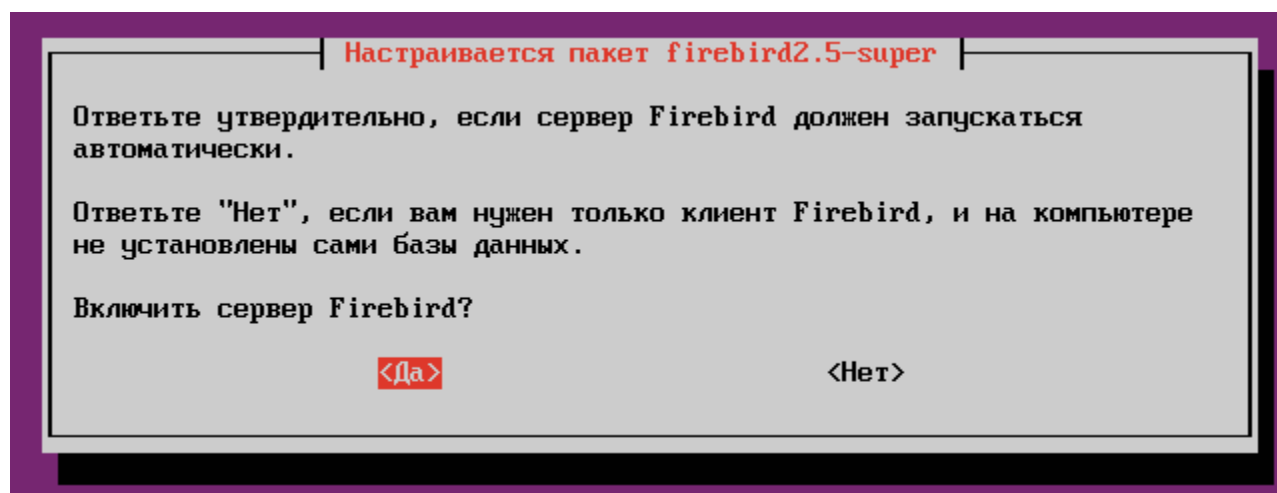 Настраивается пакет firebird2.5-super
Ответьте утвердительно, если сервер Firebird должен запускаться
автоматически.
Ответьте "Нет", если вам нужен только клиент Firebird, и на компьютере
не установлены сами базы данных.
Включить сервер Firebird?
<Да> <Нет>